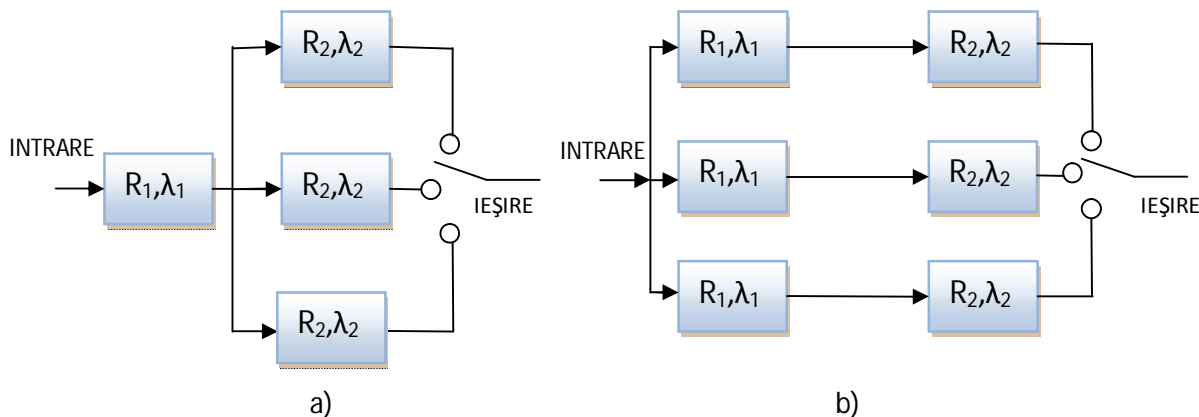 R₂,λ₂
INTRARE
R₁,λ₁
R₂,λ₂
IEŞIRE
R₂,λ₂
a)
R₁,λ₁
R₂,λ₂
INTRARE
R₁,λ₁
R₂,λ₂
IEŞIRE
R₁,λ₁
R₂,λ₂
b)